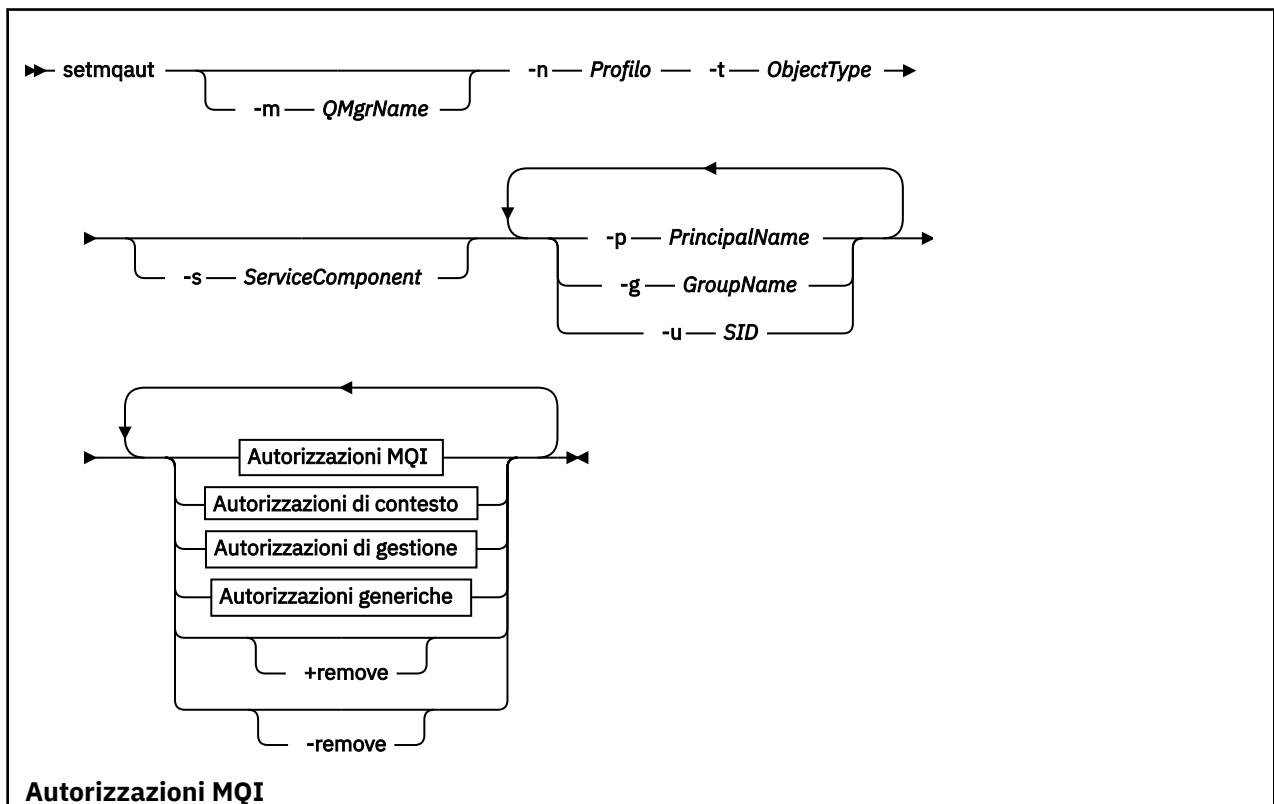 setmqaut -n Profilo -t ObjectType
-m QMgrName
-p PrincipalName
-s ServiceComponent
-g GroupName
-u SID
Autorizzazioni MQI
Autorizzazioni di contesto
Autorizzazioni di gestione
Autorizzazioni generiche
+remove
-remove
Autorizzazioni MQI